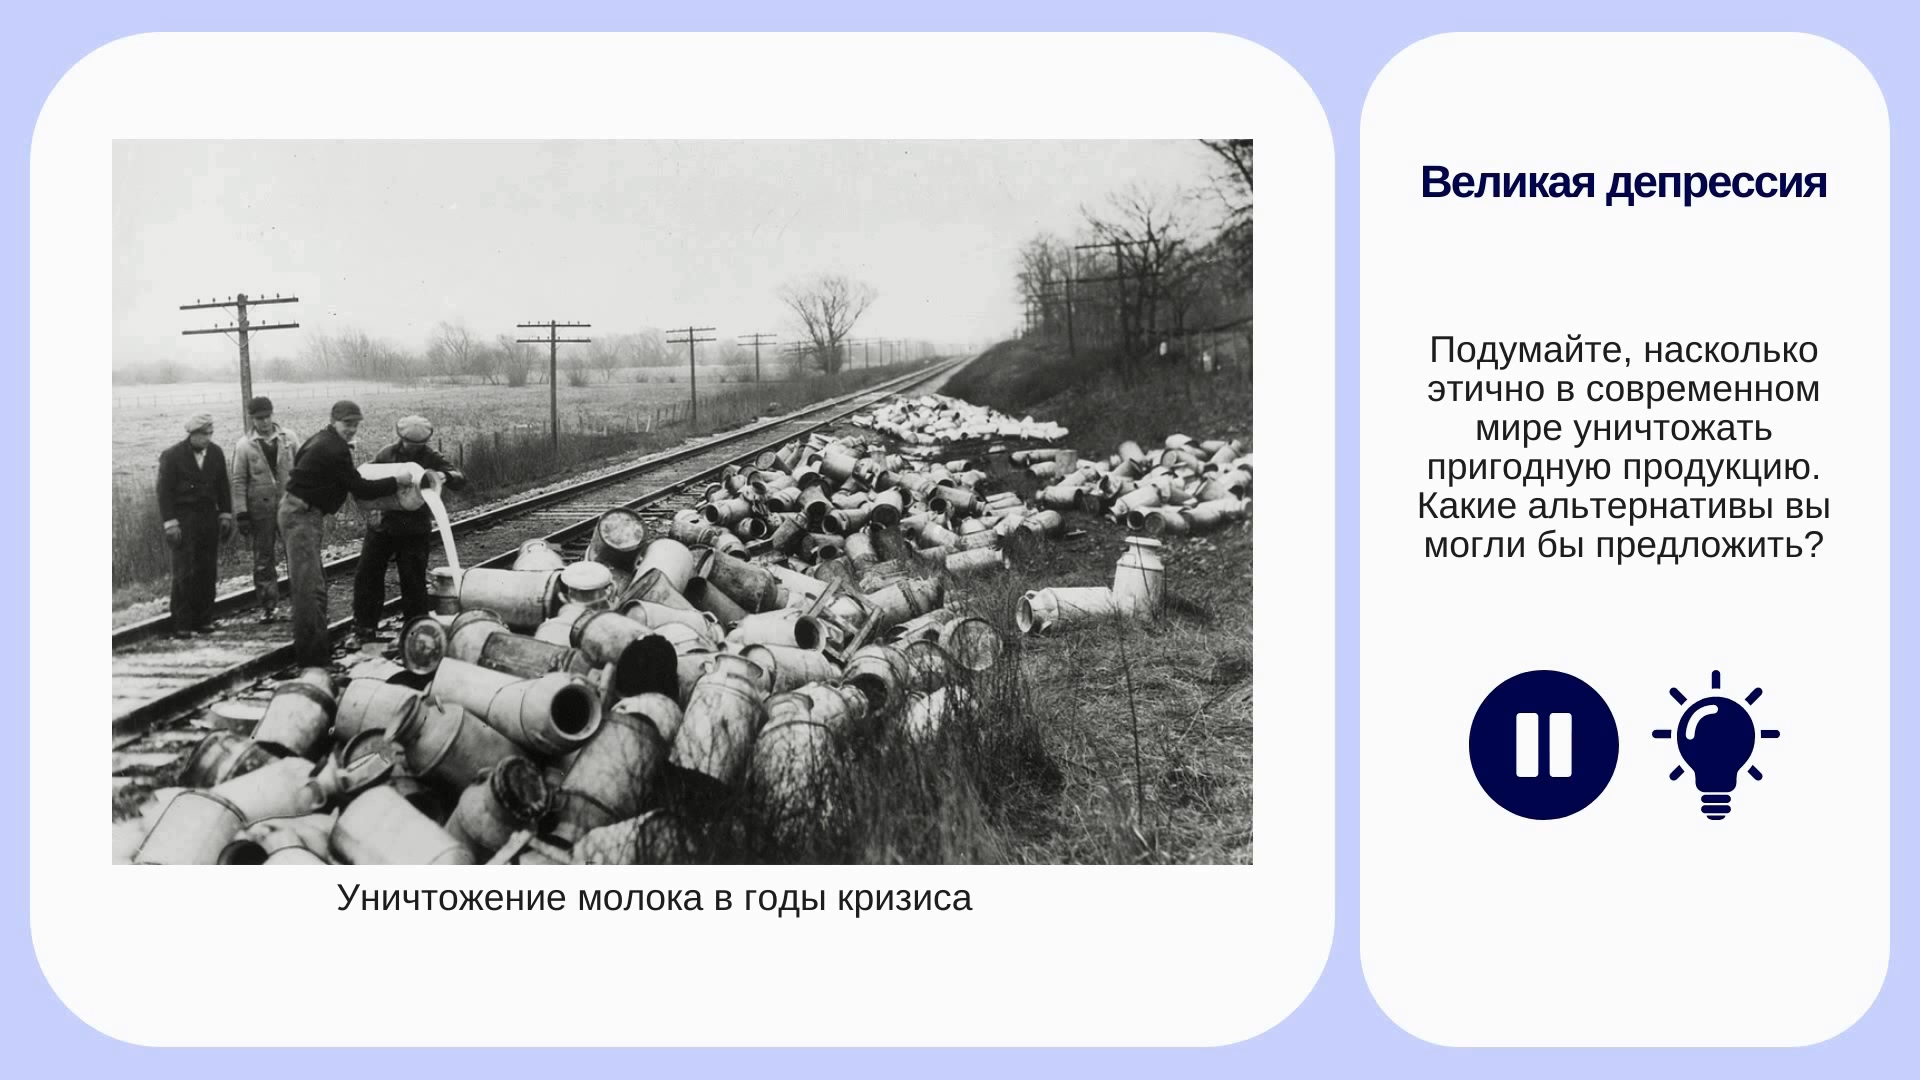 Великая депрессия
Подумайте, насколько
этично в современном
мире уничтожать
пригодную продукцию.
Какие альтернативы вы
могли бы предложить?
Уничтожение молока в годы кризиса